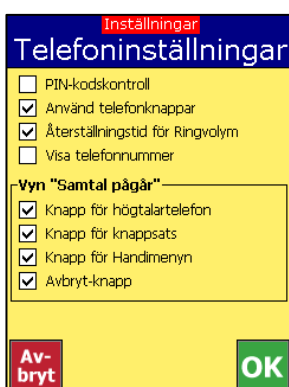 Inställningar
Telefoninställningar
PIN-kodskontroll
Använd telefonknappar
Återställningstid för Ringvolym
Visa telefonnummer
Vyn "Samtal pågår"
Knapp för högtalartelefon
Knapp för knappsats
Knapp för Handimenyn
Avbryt-knapp
Av-
bryt
OK